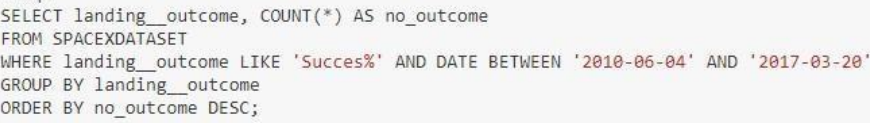 SELECT landing__outcome, COUNT(*) AS no_outcome
FROM SPACEXDATASET
WHERE landing__outcome LIKE 'Succes%' AND DATE BETWEEN '2010-06-04' AND '2017-03-20'
GROUP BY landing__outcome
ORDER BY no_outcome DESC;